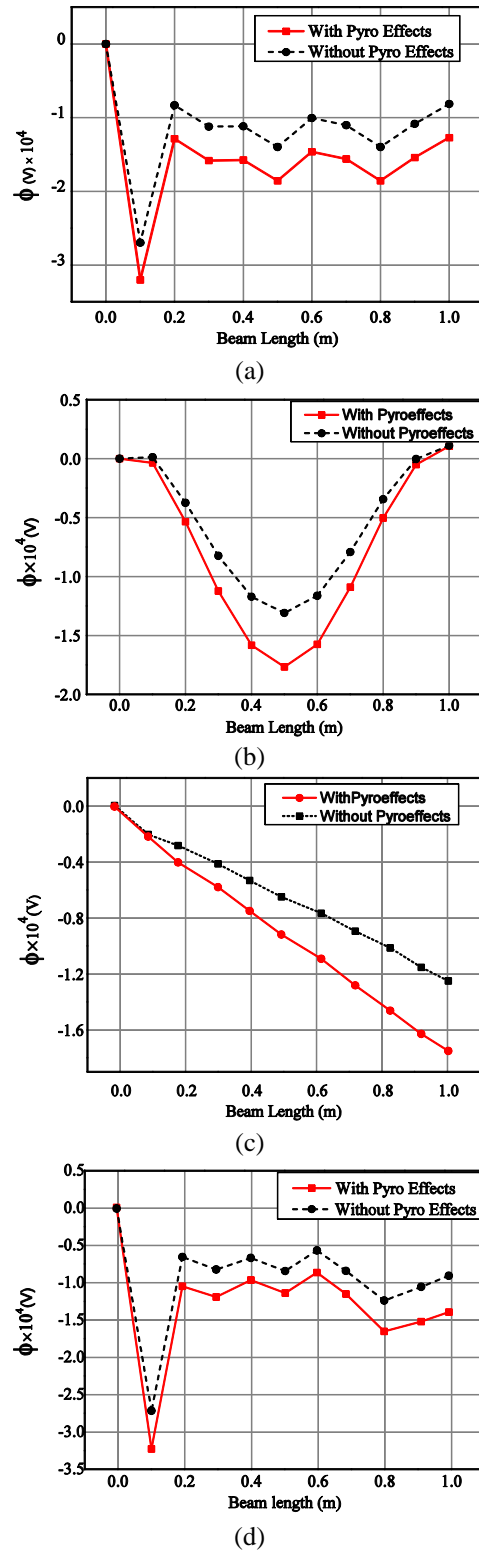 With Pyro Effects
Without Pyro Effects
0
-1
-2
-3
ϕ (v) × 10⁴
0.0 0.2 0.4 0.6 0.8 1.0
Beam Length (m)
(a)
With Pyroeffects
Without Pyroeffects
0.5
0.0
-0.5
-1.0
-1.5
-2.0
ϕ×10⁴(V)
0.0 0.2 0.4 0.6 0.8 1.0
Beam Length (m)
(b)
WithPyroeffects
Without Pyroeffects
0.0
-0.4
-0.8
-1.2
-1.6
ϕ×10⁴(V)
0.0 0.2 0.4 0.6 0.8 1.0
Beam Length (m)
(c)
With Pyro Effects
Without Pyro Effects
0.5
0.0
-0.5
-1.0
-1.5
-2.0
-2.5
-3.0
-3.5
ϕ×10⁴(V)
0.0 0.2 0.4 0.6 0.8 1.0
Beam length (m)
(d)